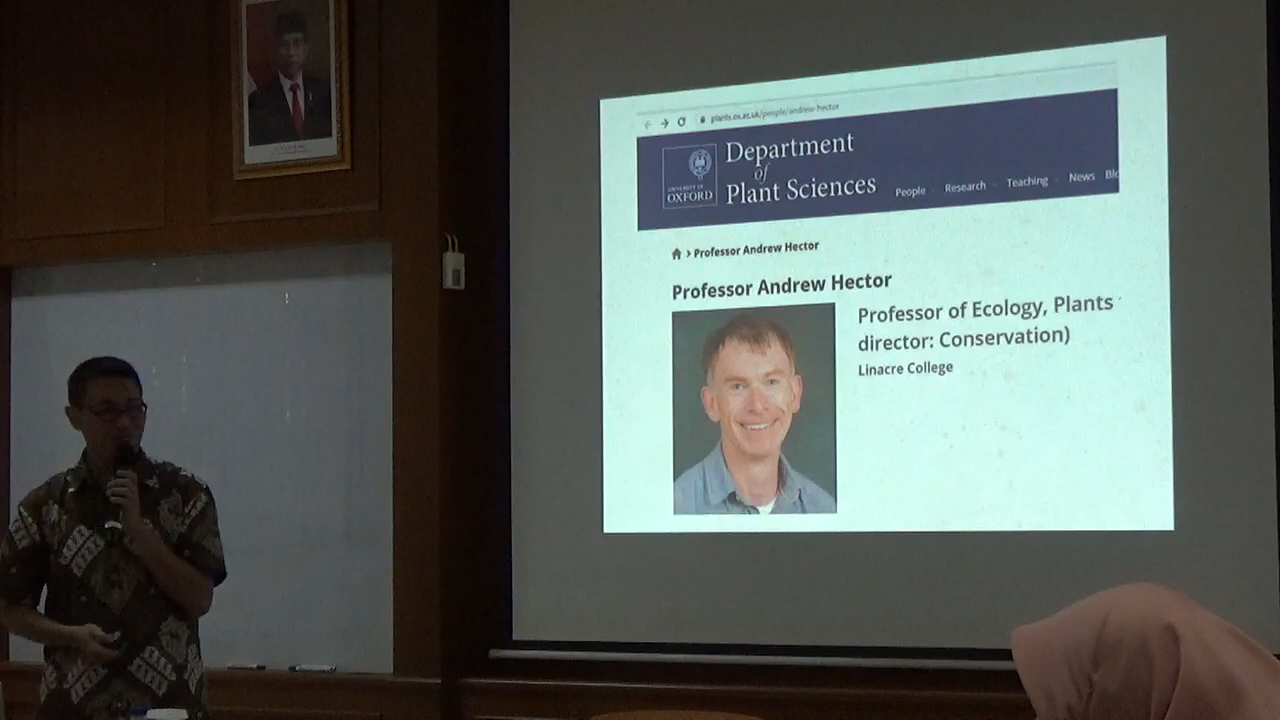 plants.ox.ac.uk/people/andrew-hector
UNIVERSITY OF
OXFORD
Department
of
Plant Sciences
People
Research
Teaching
News
Blo
Professor Andrew Hector
Professor Andrew Hector
Professor of Ecology, Plants
director: Conservation)
Linacre College